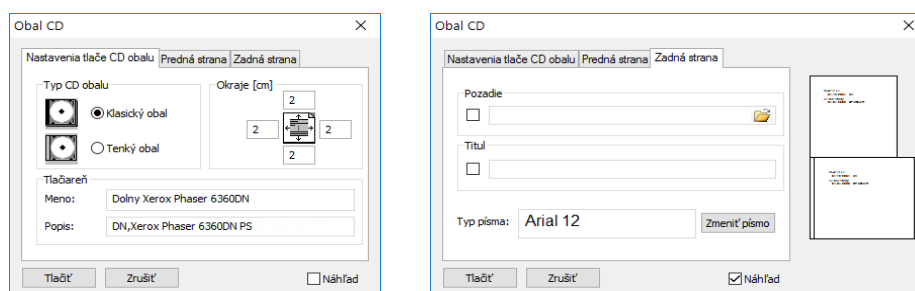 Obal CD
Nastavenia tlače CD obalu Predná strana Zadná strana
Typ CD obalu
Klasický obal
Tenký obal
Okraje [cm]
2
2 2
2
Tlačiareň
Meno: Dolny Xerox Phaser 6360DN
Popis: DN,Xerox Phaser 6360DN PS
Tlačiť Zrušiť Náhľad
Obal CD
Nastavenia tlače CD obalu Predná strana Zadná strana
Pozadie
Titul
Typ písma: Arial 12 Zmeniť písmo
Tlačiť Zrušiť Náhľad